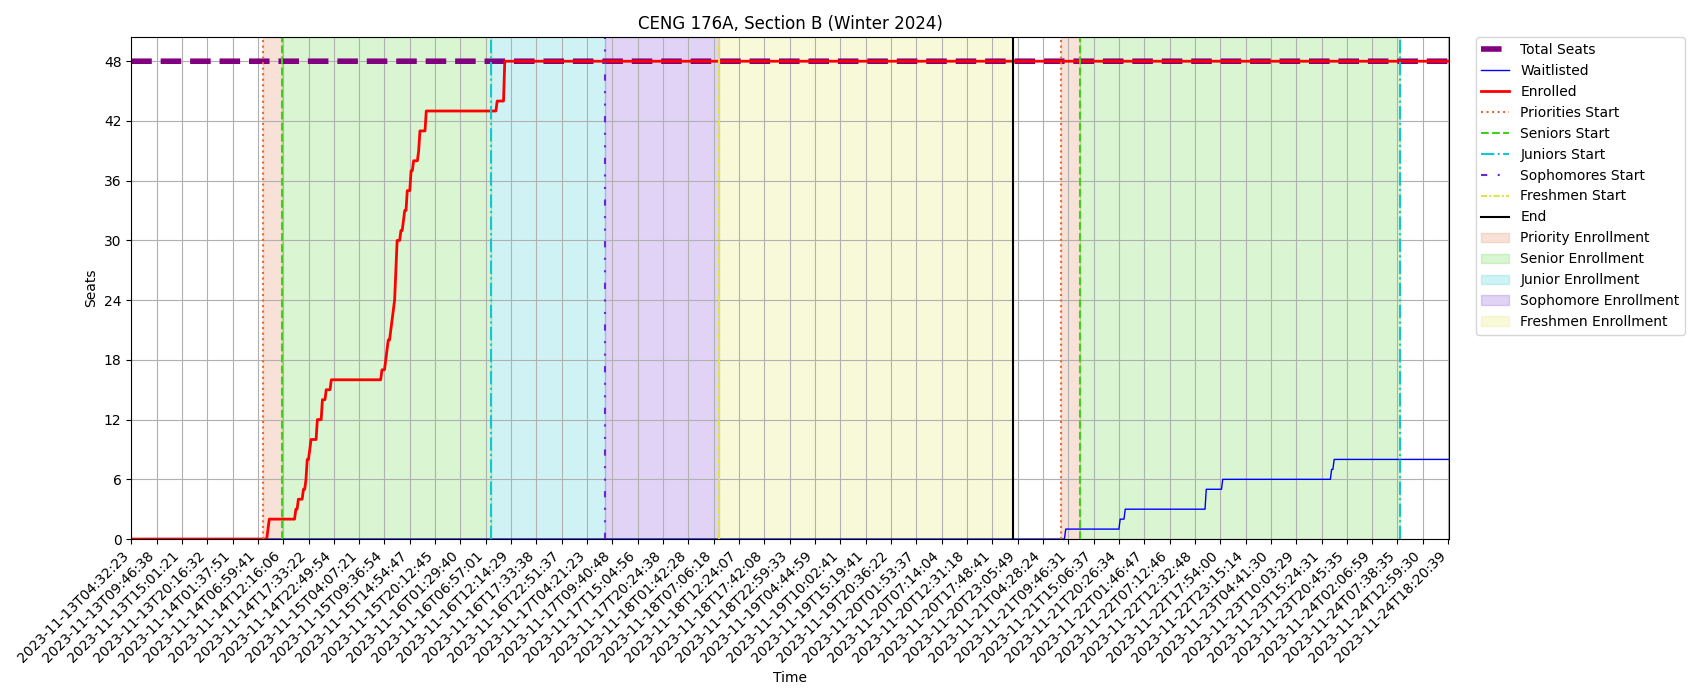 CENG 176A, Section B (Winter 2024)
Seats
48
42
36
30
24
18
12
6
0
2023-11-13T04:32:23
2023-11-13T09:46:38
2023-11-13T15:01:21
2023-11-13T20:16:32
2023-11-14T01:37:51
2023-11-14T06:59:41
2023-11-14T12:16:06
2023-11-14T17:33:22
2023-11-14T22:49:54
2023-11-15T04:07:21
2023-11-15T09:36:54
2023-11-15T14:54:47
2023-11-15T20:12:45
2023-11-16T01:29:40
2023-11-16T06:57:01
2023-11-16T12:14:29
2023-11-16T17:33:38
2023-11-16T22:51:37
2023-11-17T04:21:23
2023-11-17T09:40:48
2023-11-17T15:04:56
2023-11-17T20:24:38
2023-11-18T01:42:28
2023-11-18T07:06:18
2023-11-18T12:24:07
2023-11-18T17:42:08
2023-11-18T22:59:33
2023-11-19T04:44:59
2023-11-19T10:02:41
2023-11-19T15:19:41
2023-11-19T20:36:22
2023-11-20T01:53:37
2023-11-20T07:14:04
2023-11-20T12:31:18
2023-11-20T17:48:41
2023-11-20T23:05:49
2023-11-21T04:28:24
2023-11-21T09:46:31
2023-11-21T15:06:37
2023-11-21T20:26:34
2023-11-22T01:46:47
2023-11-22T07:12:46
2023-11-22T12:32:48
2023-11-22T17:54:00
2023-11-22T23:15:14
2023-11-23T04:41:30
2023-11-23T10:03:29
2023-11-23T15:24:31
2023-11-23T20:45:35
2023-11-24T02:06:59
2023-11-24T07:38:35
2023-11-24T12:59:30
2023-11-24T18:20:39
Time
Total Seats
Waitlisted
Enrolled
Priorities Start
Seniors Start
Juniors Start
Sophomores Start
Freshmen Start
End
Priority Enrollment
Senior Enrollment
Junior Enrollment
Sophomore Enrollment
Freshmen Enrollment